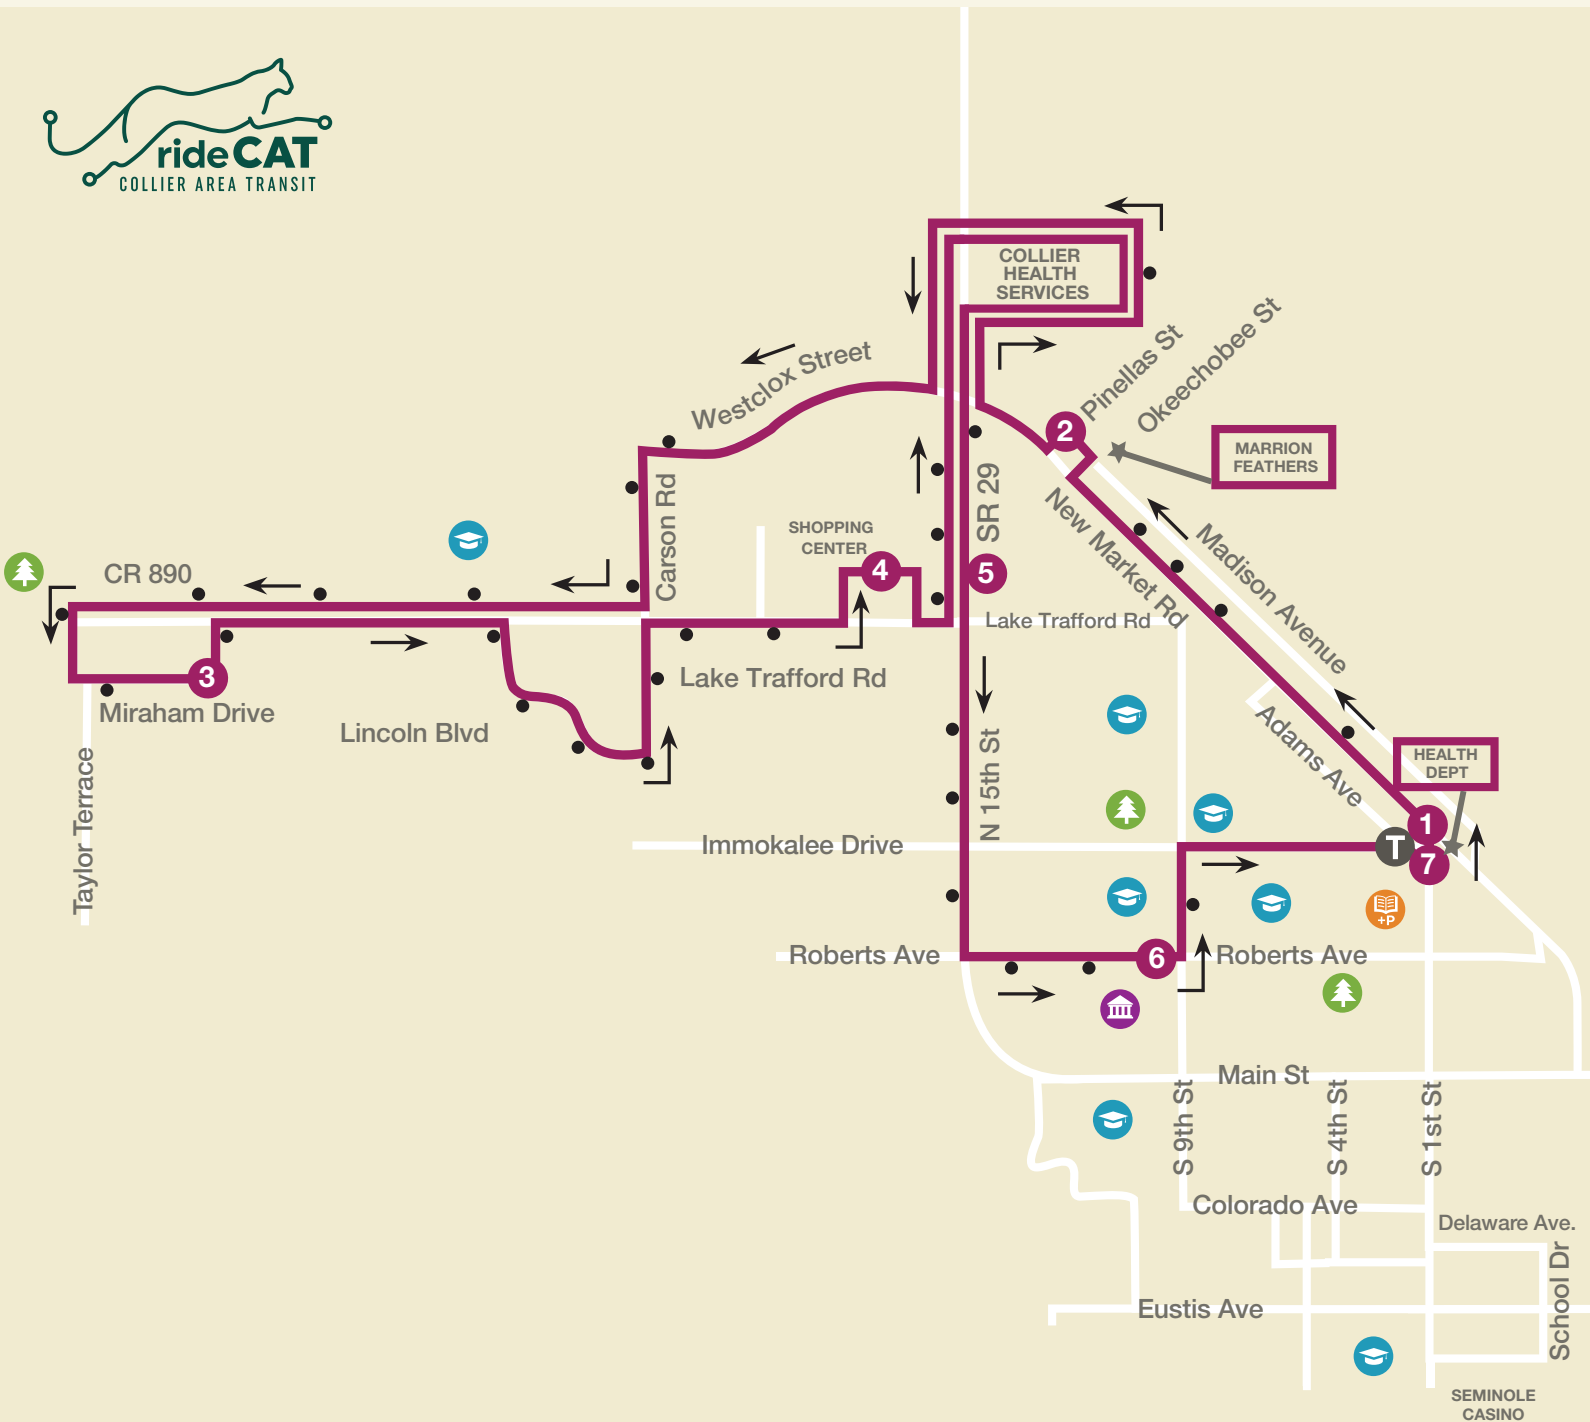 rideCAT
COLLIER AREA TRANSIT
COLLIER
HEALTH
SERVICES
Pinellas St
Okeechobee St
Westclox Street
2
MARRION
FEATHERS
Carson Rd
SR 29
New Market Rd
Madison Avenue
SHOPPING
CENTER
4
5
CR 890
Lake Trafford Rd
Lake Trafford Rd
3
Miraham Drive
Lincoln Blvd
Taylor Terrace
N 15th St
Adams Ave
HEALTH
DEPT
1
T
7
Immokalee Drive
+P
Roberts Ave
6
Roberts Ave
Main St
S 9th St
S 4th St
S 1st St
Colorado Ave
Delaware Ave.
School Dr
Eustis Ave
SEMINOLE
CASINO